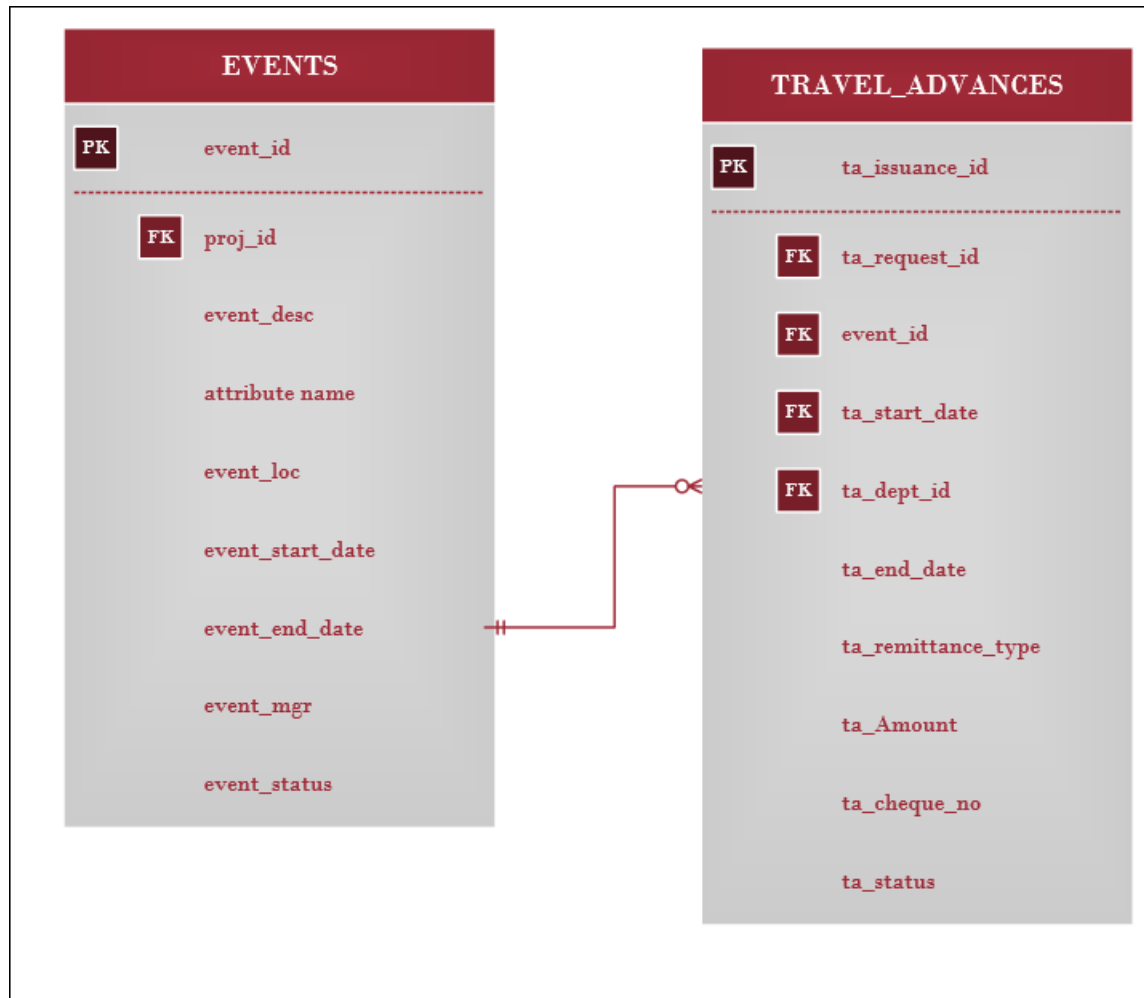 EVENTS
PK event_id
FK proj_id
event_desc
attribute name
event_loc
event_start_date
event_end_date
event_mgr
event_status
TRAVEL_ADVANCES
PK ta_issuance_id
FK ta_request_id
FK event_id
FK ta_start_date
FK ta_dept_id
ta_end_date
ta_remittance_type
ta_Amount
ta_cheque_no
ta_status